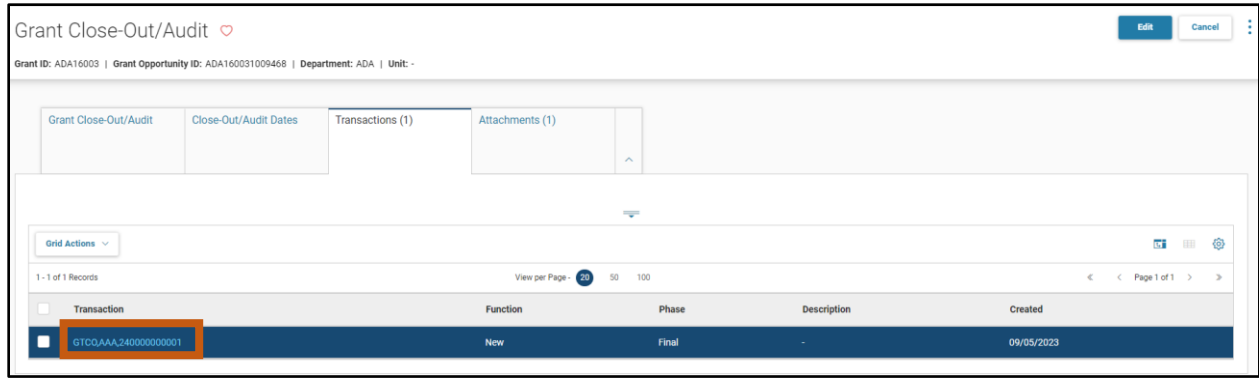 Grant Close-Out/Audit
Edit Cancel
Grant ID: ADA16003 | Grant Opportunity ID: ADA160031009468 | Department: ADA | Unit: -
Grant Close-Out/Audit Close-Out/Audit Dates Transactions (1) Attachments (1)
Grid Actions
1 - 1 of 1 Records View per Page - 20 50 100 Page 1 of 1
Transaction Function Phase Description Created
GTCO,AAA,240000000001 New Final - 09/05/2023